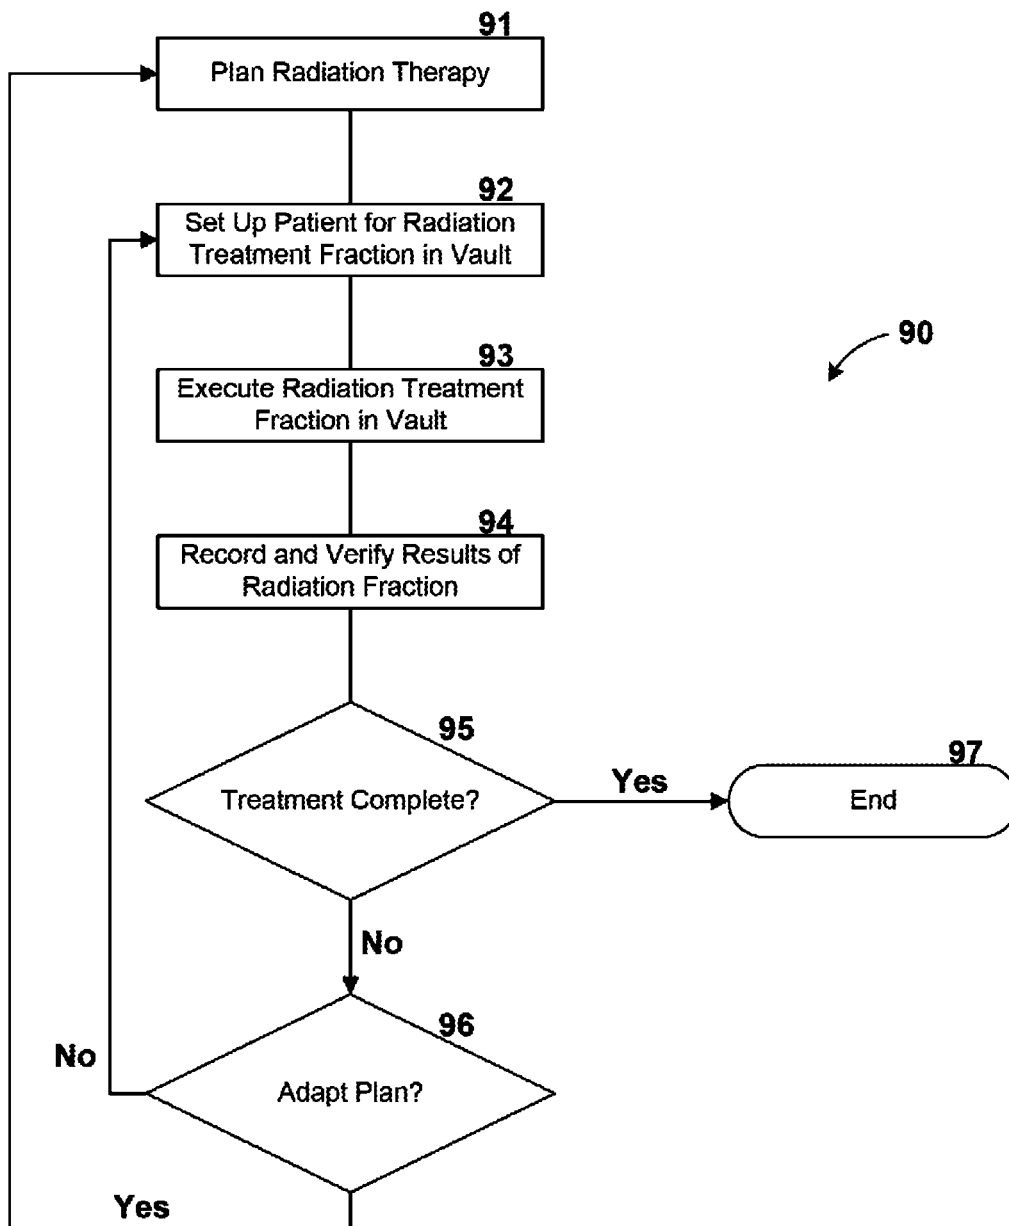 91
Plan Radiation Therapy
92
Set Up Patient for Radiation
Treatment Fraction in Vault
90
93
Execute Radiation Treatment
Fraction in Vault
94
Record and Verify Results of
Radiation Fraction
95
Treatment Complete?
Yes
97
End
No
96
Adapt Plan?
No
Yes